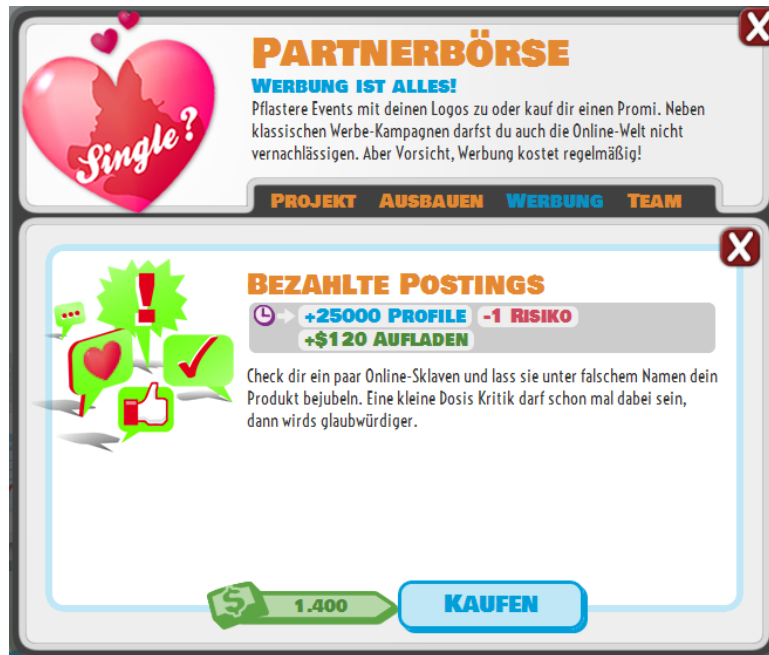 Single?
PARTNERBÖRSE
WERBUNG IST ALLES!
Pflastere Events mit deinen Logos zu oder kauf dir einen Promi. Neben
klassischen Werbe-Kampagnen darfst du auch die Online-Welt nicht
vernachlässigen. Aber Vorsicht, Werbung kostet regelmäßig!
PROJEKT AUSBAUEN WERBUNG TEAM
X
X
BEZAHLTE POSTINGS
+25000 PROFILE -1 RISIKO
+$120 AUFLADEN
Check dir ein paar Online-Sklaven und lass sie unter falschem Namen dein
Produkt bejubeln. Eine kleine Dosis Kritik darf schon mal dabei sein,
dann wirds glaubwürdiger.
$ 1.400 KAUFEN